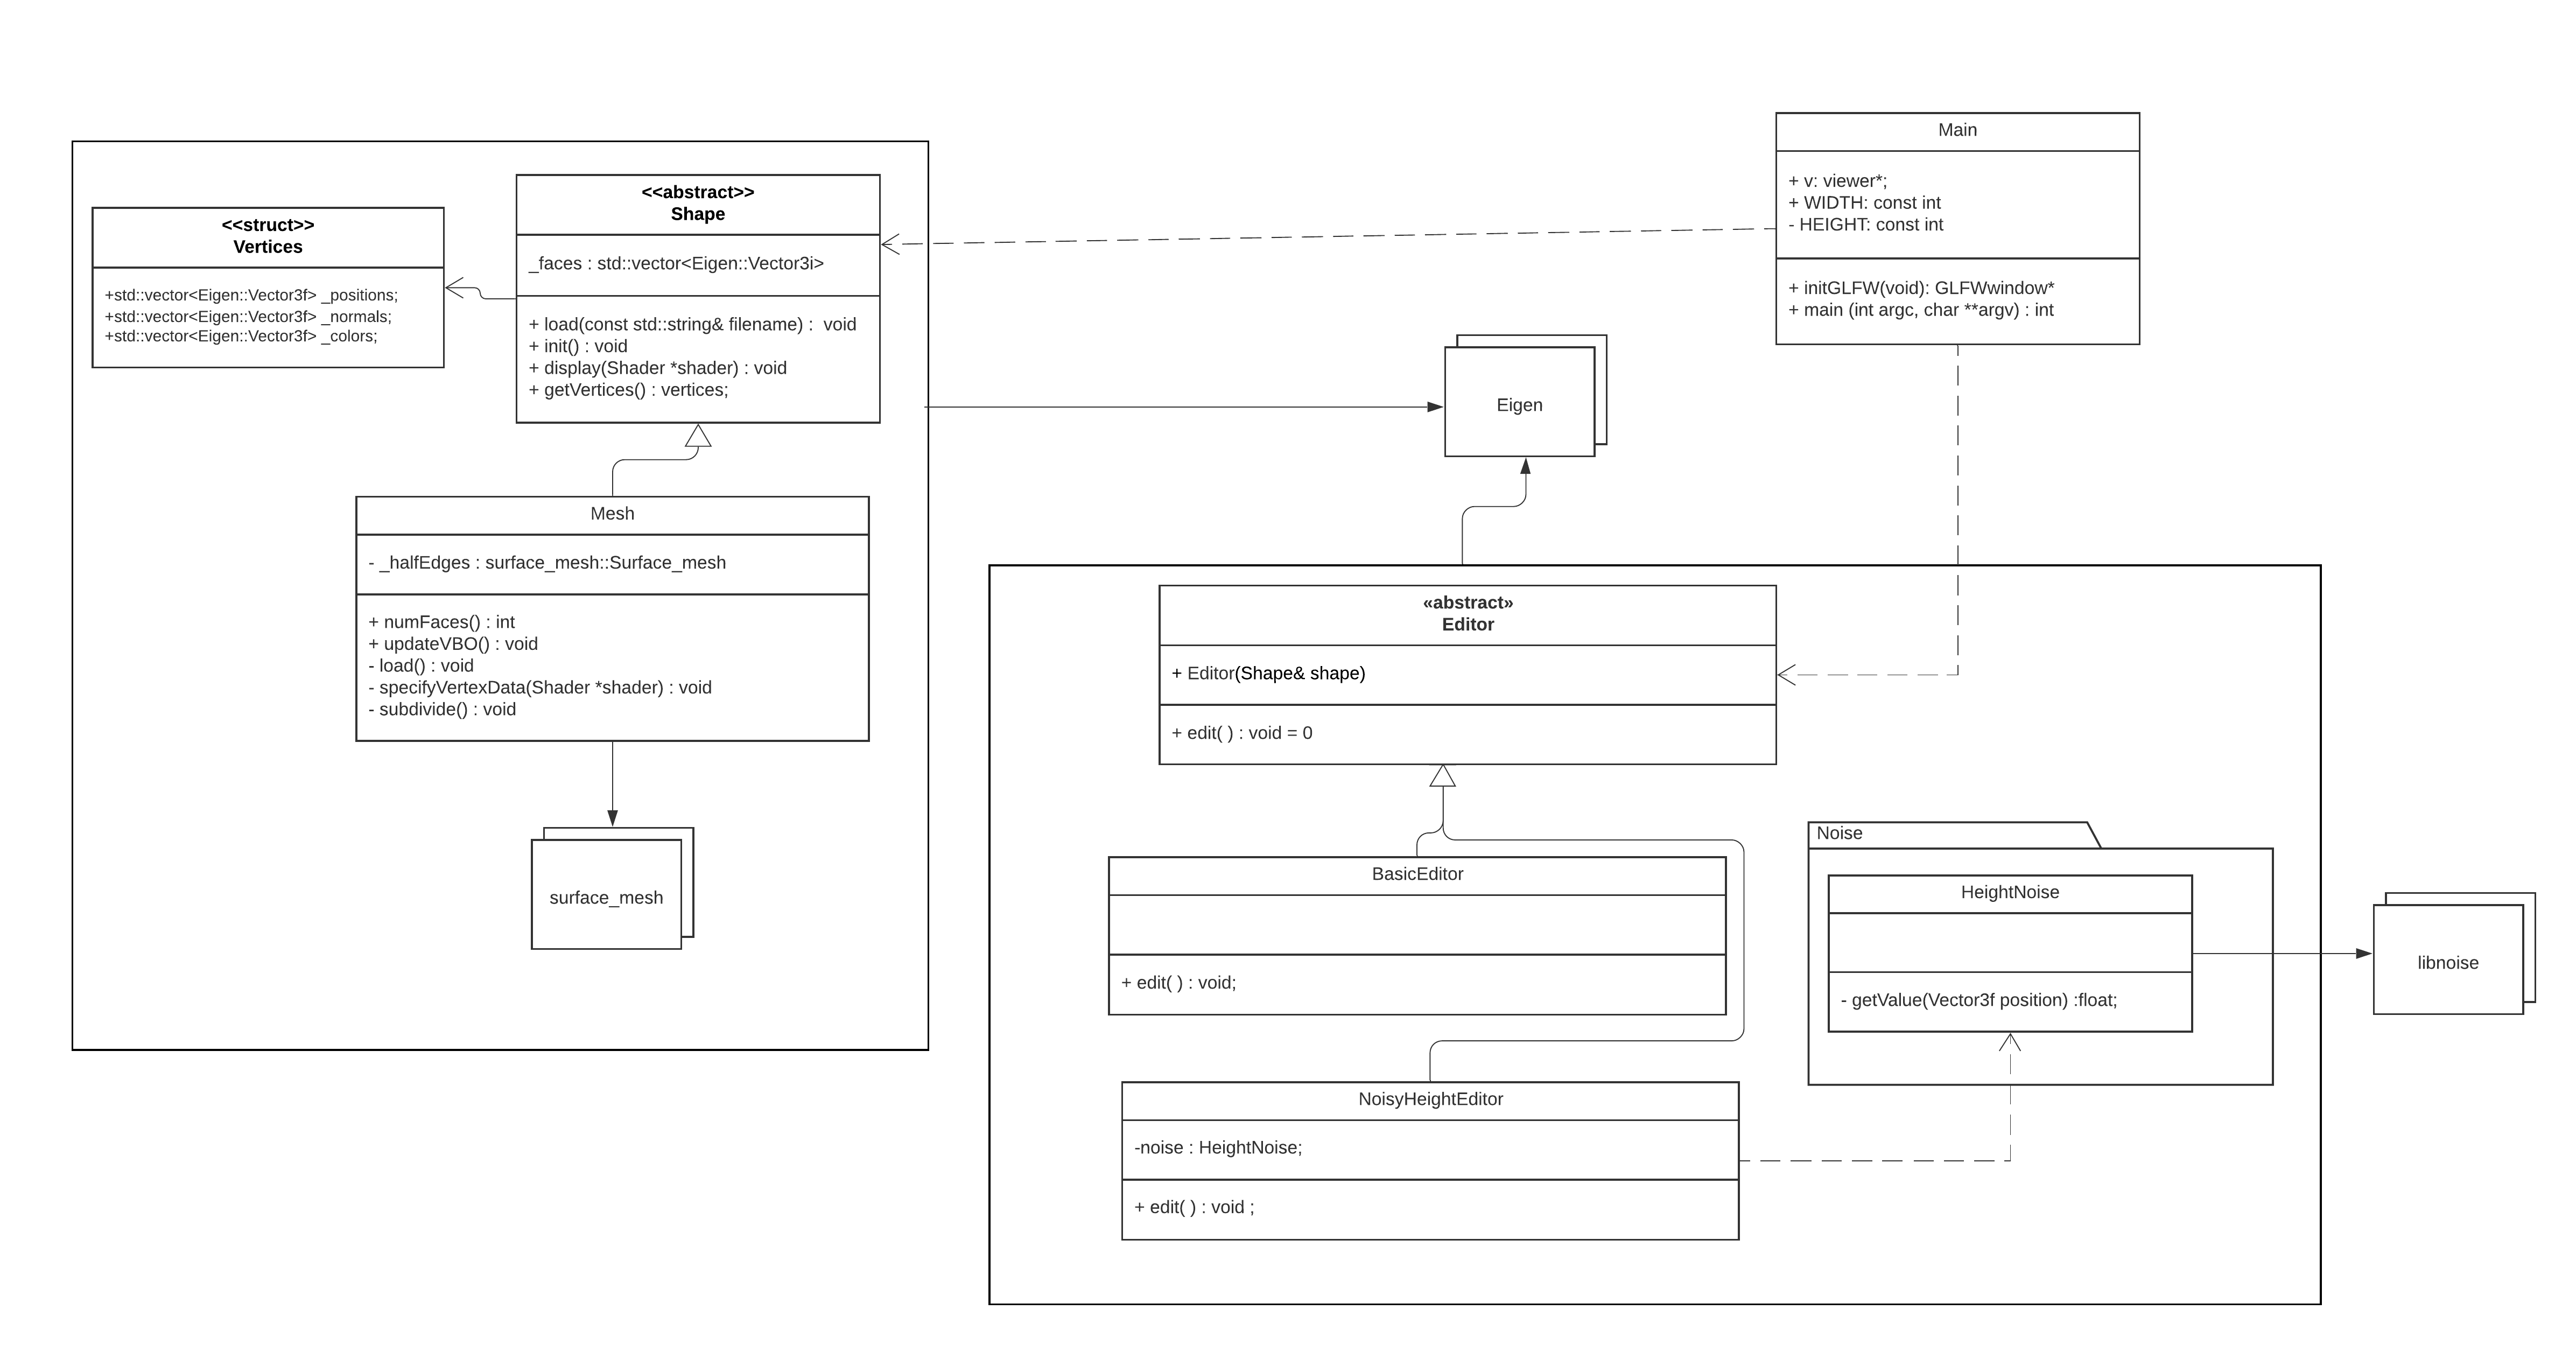 <<struct>>
Vertices
+std::vector<Eigen::Vector3f> _positions;
+std::vector<Eigen::Vector3f> _normals;
+std::vector<Eigen::Vector3f> _colors;
<<abstract>>
Shape
_faces : std::vector<Eigen::Vector3i>
+ load(const std::string& filename) :  void
+ init() : void
+ display(Shader *shader) : void
+ getVertices() : vertices;
Mesh
- _halfEdges : surface_mesh::Surface_mesh
+ numFaces() : int
+ updateVBO() : void
- load() : void
- specifyVertexData(Shader *shader) : void
- subdivide() : void
surface_mesh
Main
+ v: viewer*;
+ WIDTH: const int
- HEIGHT: const int
+ initGLFW(void): GLFWwindow*
+ main (int argc, char **argv) : int
Eigen
«abstract»
Editor
+ Editor(Shape& shape)
+ edit( ) : void = 0
BasicEditor
+ edit( ) : void;
NoisyHeightEditor
-noise : HeightNoise;
+ edit( ) : void ;
Noise
HeightNoise
- getValue(Vector3f position) :float;
libnoise